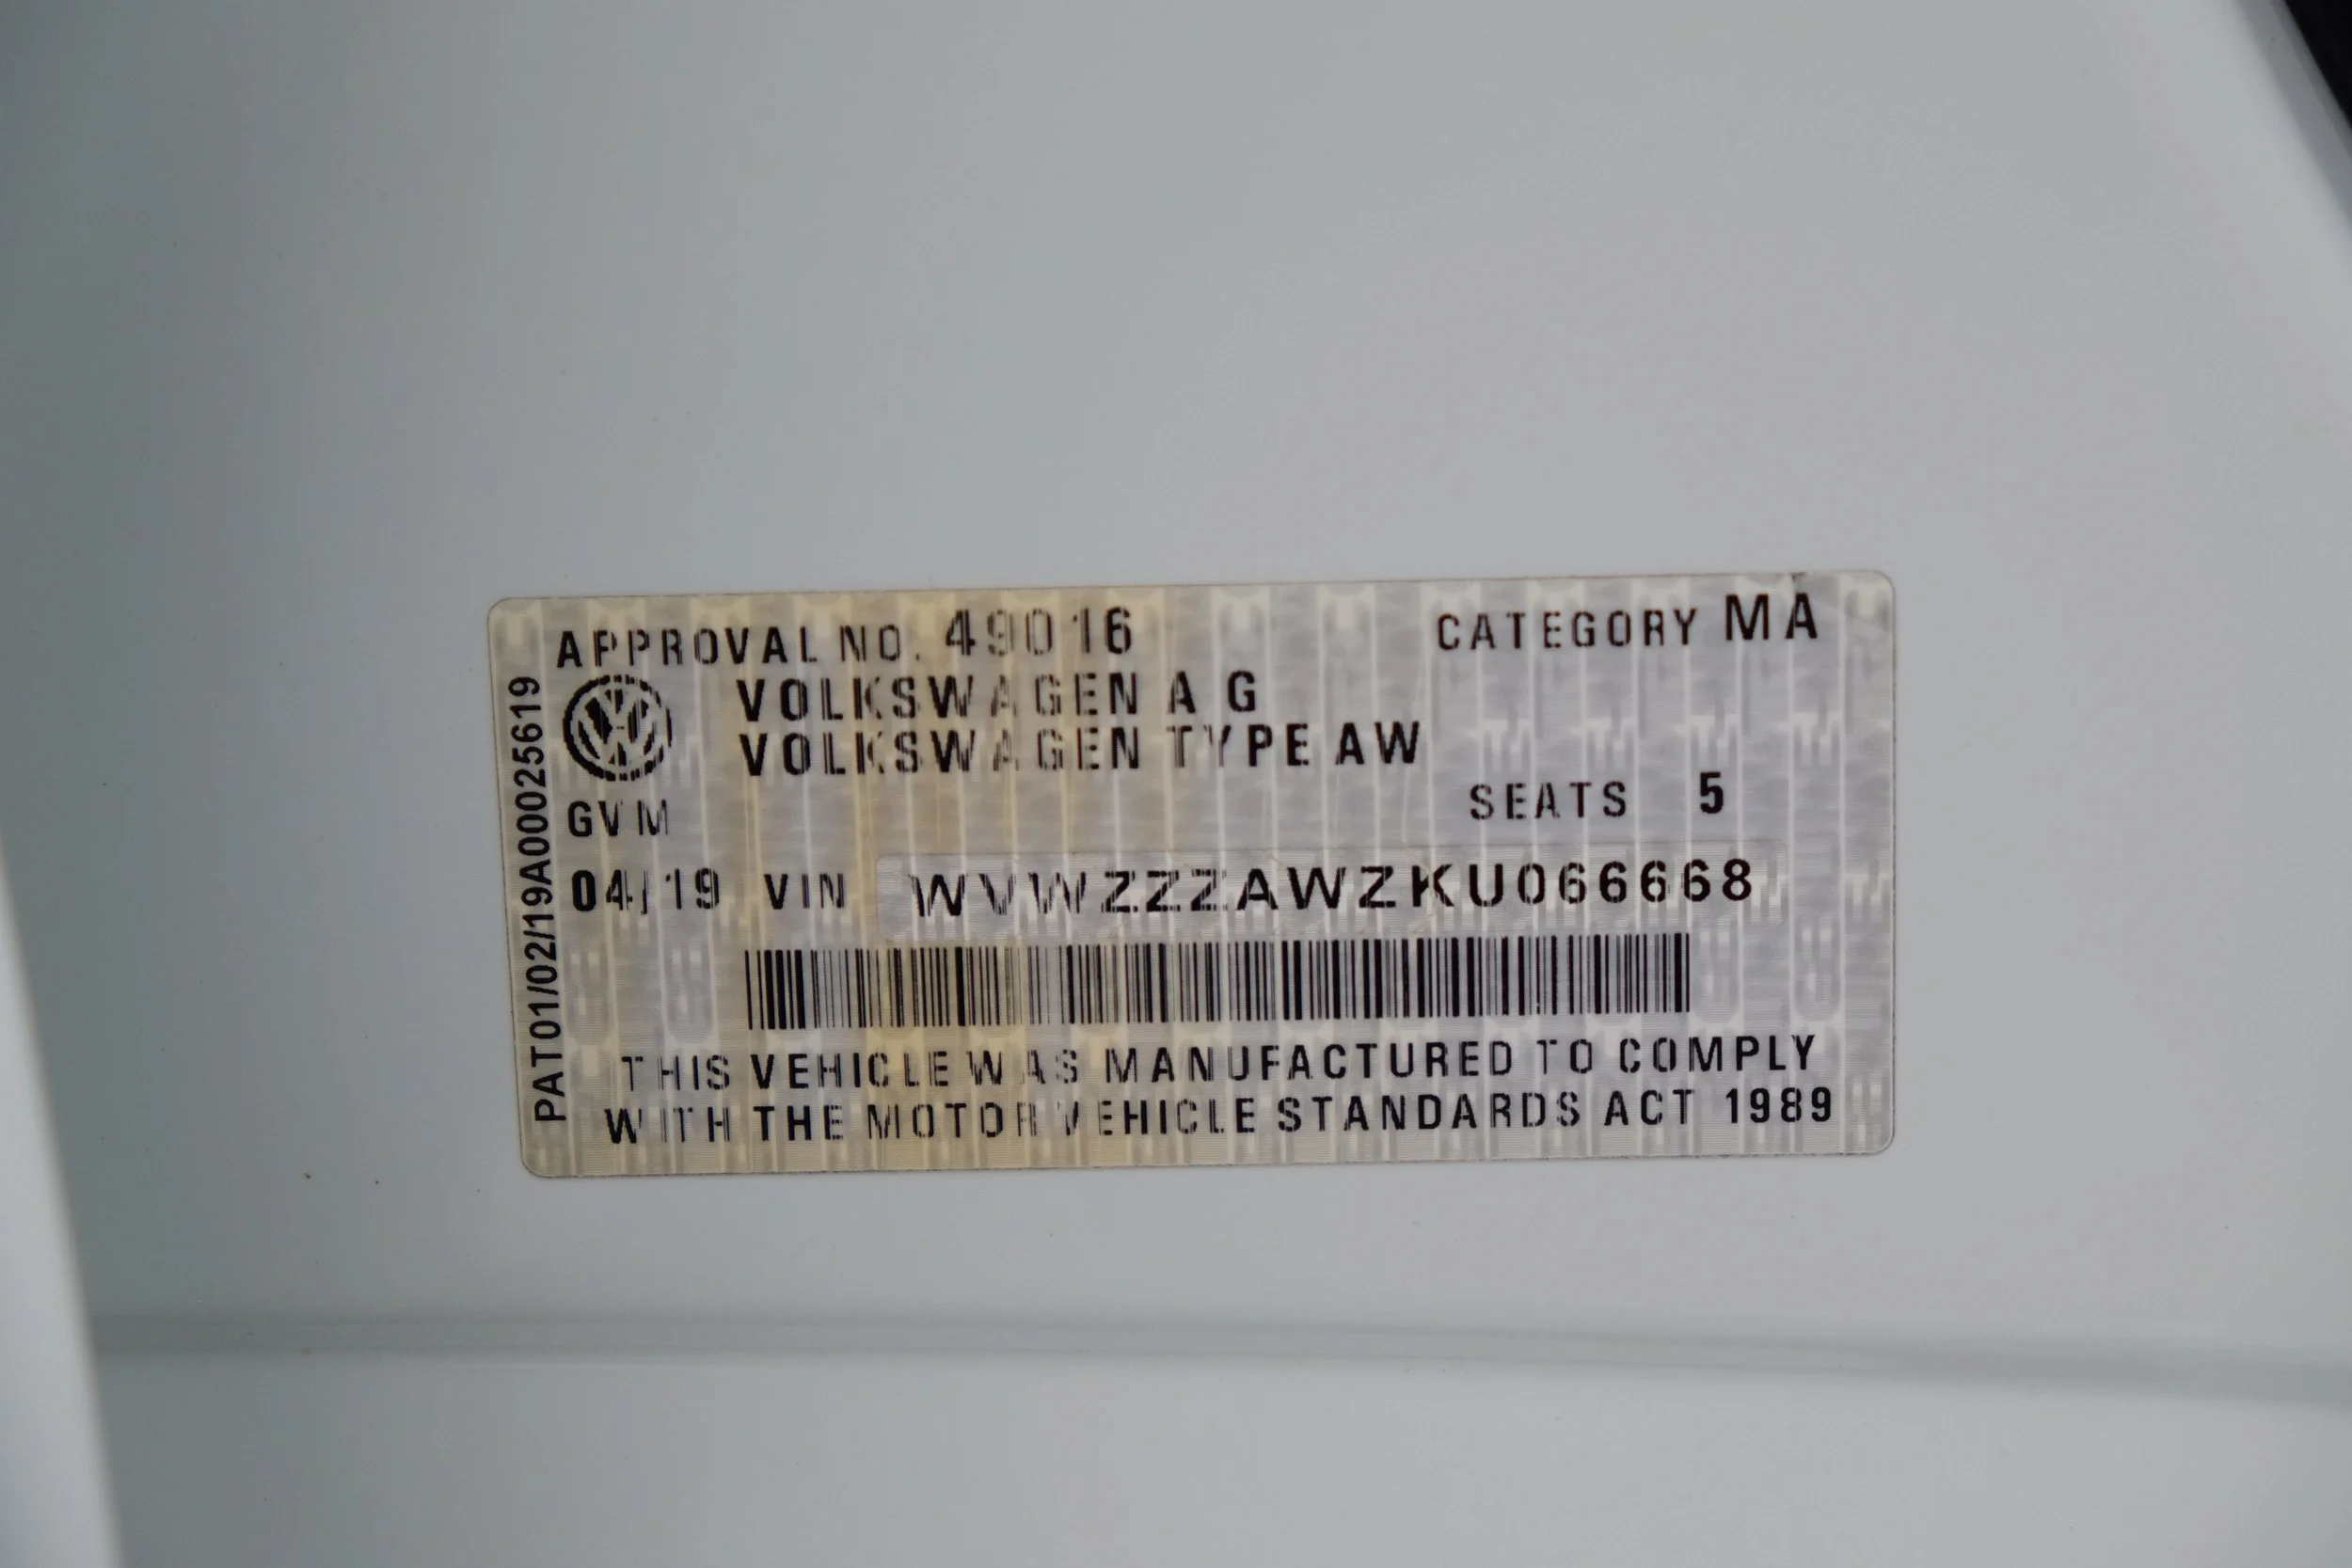 APPROVAL NO. 49016 CATEGORY MA
VOLKSWAGEN AG
VOLKSWAGEN TYPE AW
GVM SEATS 5
04/19 VIN WVWZZZAWZKU066668
THIS VEHICLE WAS MANUFACTURED TO COMPLY
WITH THE MOTOR VEHICLE STANDARDS ACT 1989
PAT01/02/19A000025619